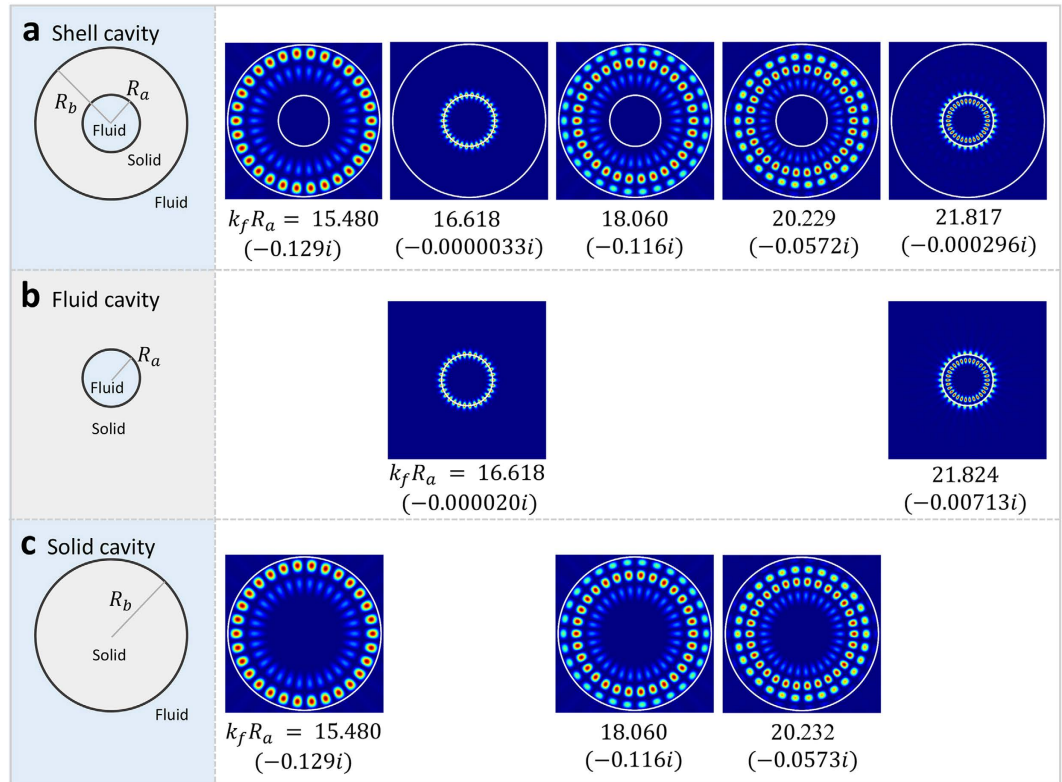 a Shell cavity
R_b
R_a
Fluid
Solid
Fluid
k_f R_a = 15.480
(−0.129i)
16.618
(−0.0000033i)
18.060
(−0.116i)
20.229
(−0.0572i)
21.817
(−0.000296i)
b Fluid cavity
R_a
Fluid
Solid
k_f R_a = 16.618
(−0.000020i)
21.824
(−0.00713i)
c Solid cavity
R_b
Solid
Fluid
k_f R_a = 15.480
(−0.129i)
18.060
(−0.116i)
20.232
(−0.0573i)